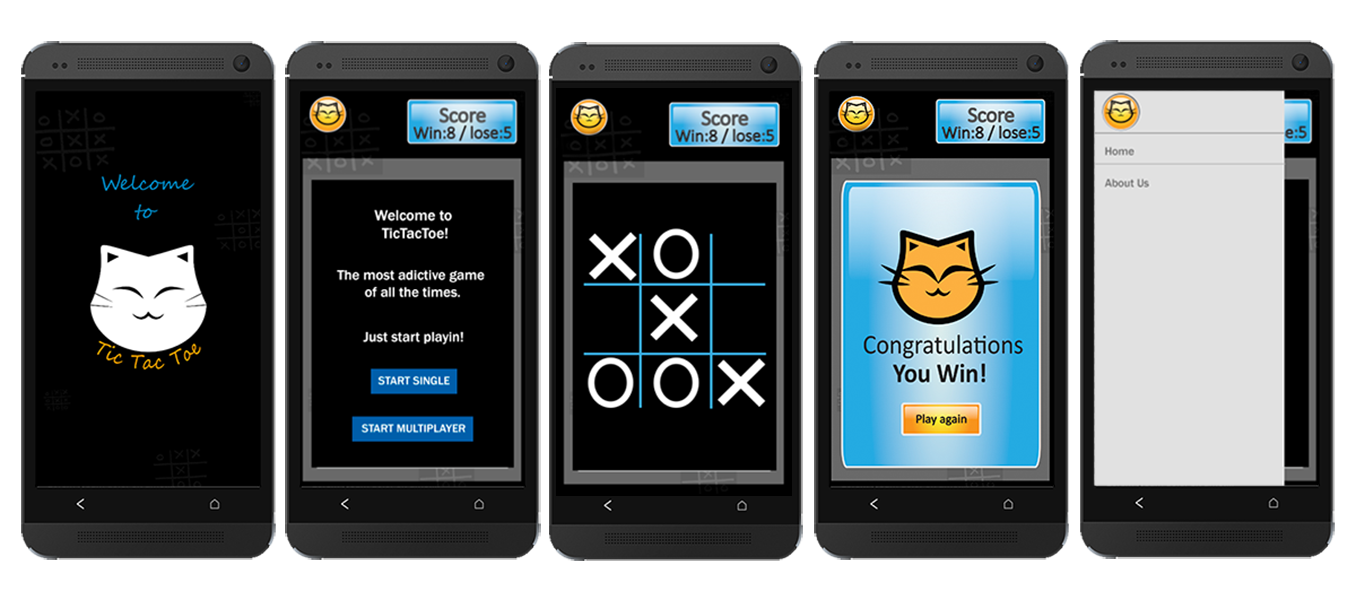 Welcome
to
Tic Tac Toe
Score
Win:8 / lose:5
Welcome to
TicTacToe!
The most adictive game
of all the times.
Just start playin!
START SINGLE
START MULTIPLAYER
Score
Win:8 / lose:5
X O
X
O O X
Score
Win:8 / lose:5
Congratulations
You Win!
Play again
e:5
Home
About Us